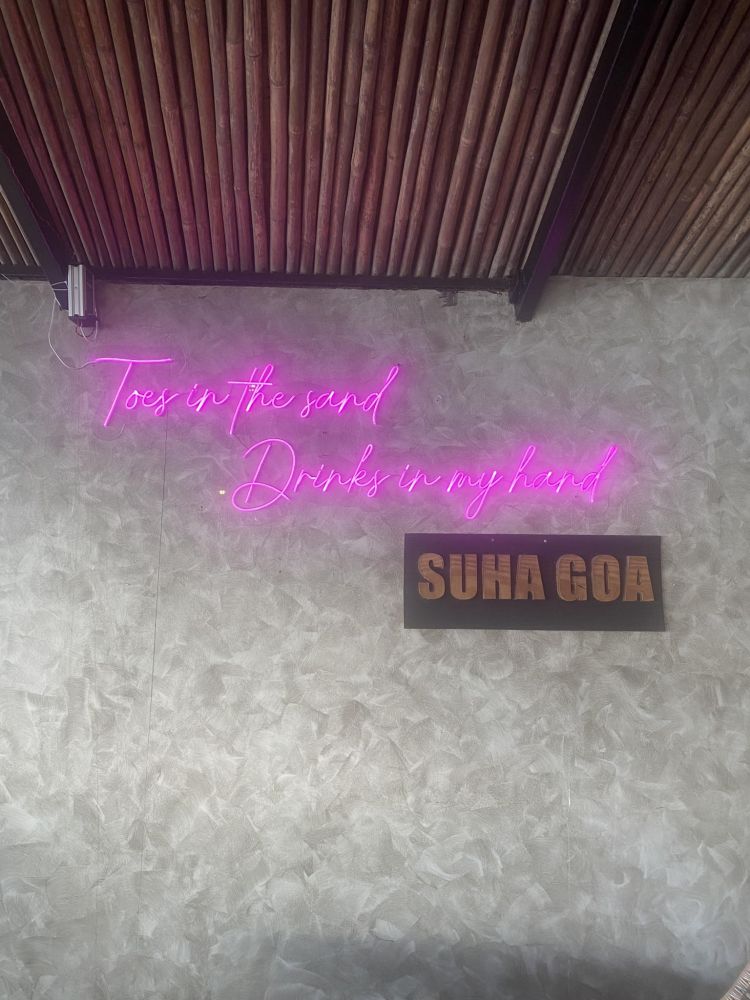 Toes in the sand
Drinks in my hand
SUHA GOA